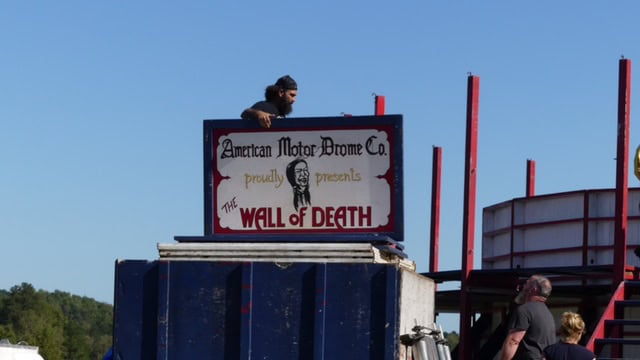 American Motor Drome Co.
proudly presents
THE WALL of DEATH